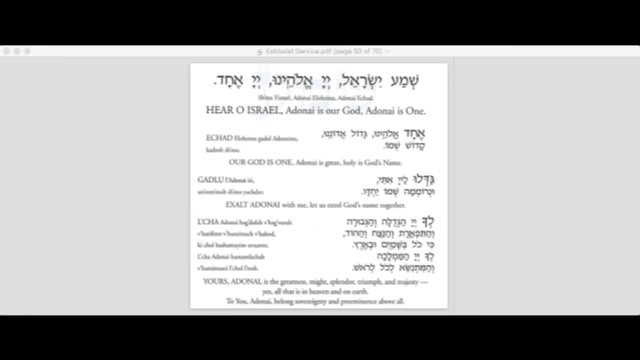 Kabbalat Service.pdf (page 63 of 70)
שְׁמַע יִשְׂרָאֵל, יְיָ אֱלֹהֵינוּ, יְיָ אֶחָד.
Sh'ma Yisrael, Adonai Eloheinu, Adonai Echad.
HEAR O ISRAEL, Adonai is our God, Adonai is One.
ECHAD Eloheinu gadol Adoneinu,
kadosh sh'mo.
אֶחָד אֱלֹהֵינוּ, גָּדוֹל אֲדוֹנֵנוּ,
קָדוֹשׁ שְׁמוֹ.
OUR GOD IS ONE, Adonai is great, holy is God's Name.
GADLU l'Adonai iti,
un'rom'mah sh'mo yachdav.
גַּדְּלוּ לַייָ אִתִּי,
וּנְרוֹמְמָה שְׁמוֹ יַחְדָּו.
EXALT ADONAI with me, let us extol God's name together.
L'CHA Adonai hag'dulah v'hag'vurah
v'hatiferet v'haneitzach v'hahod,
ki chol bashamayim uvaaretz.
L'cha Adonai hamamlachah
v'hamitnasei l'chol l'rosh.
לְךָ יְיָ הַגְּדֻלָּה וְהַגְּבוּרָה
וְהַתִּפְאֶרֶת וְהַנֵּצַח וְהַהוֹד,
כִּי כֹל בַּשָּׁמַיִם וּבָאָרֶץ.
לְךָ יְיָ הַמַּמְלָכָה
וְהַמִּתְנַשֵּׂא לְכֹל לְרֹאשׁ.
YOURS, ADONAI, is the greatness, might, splendor, triumph, and majesty —
yes, all that is in heaven and on earth.
To You, Adonai, belong sovereignty and preeminence above all.